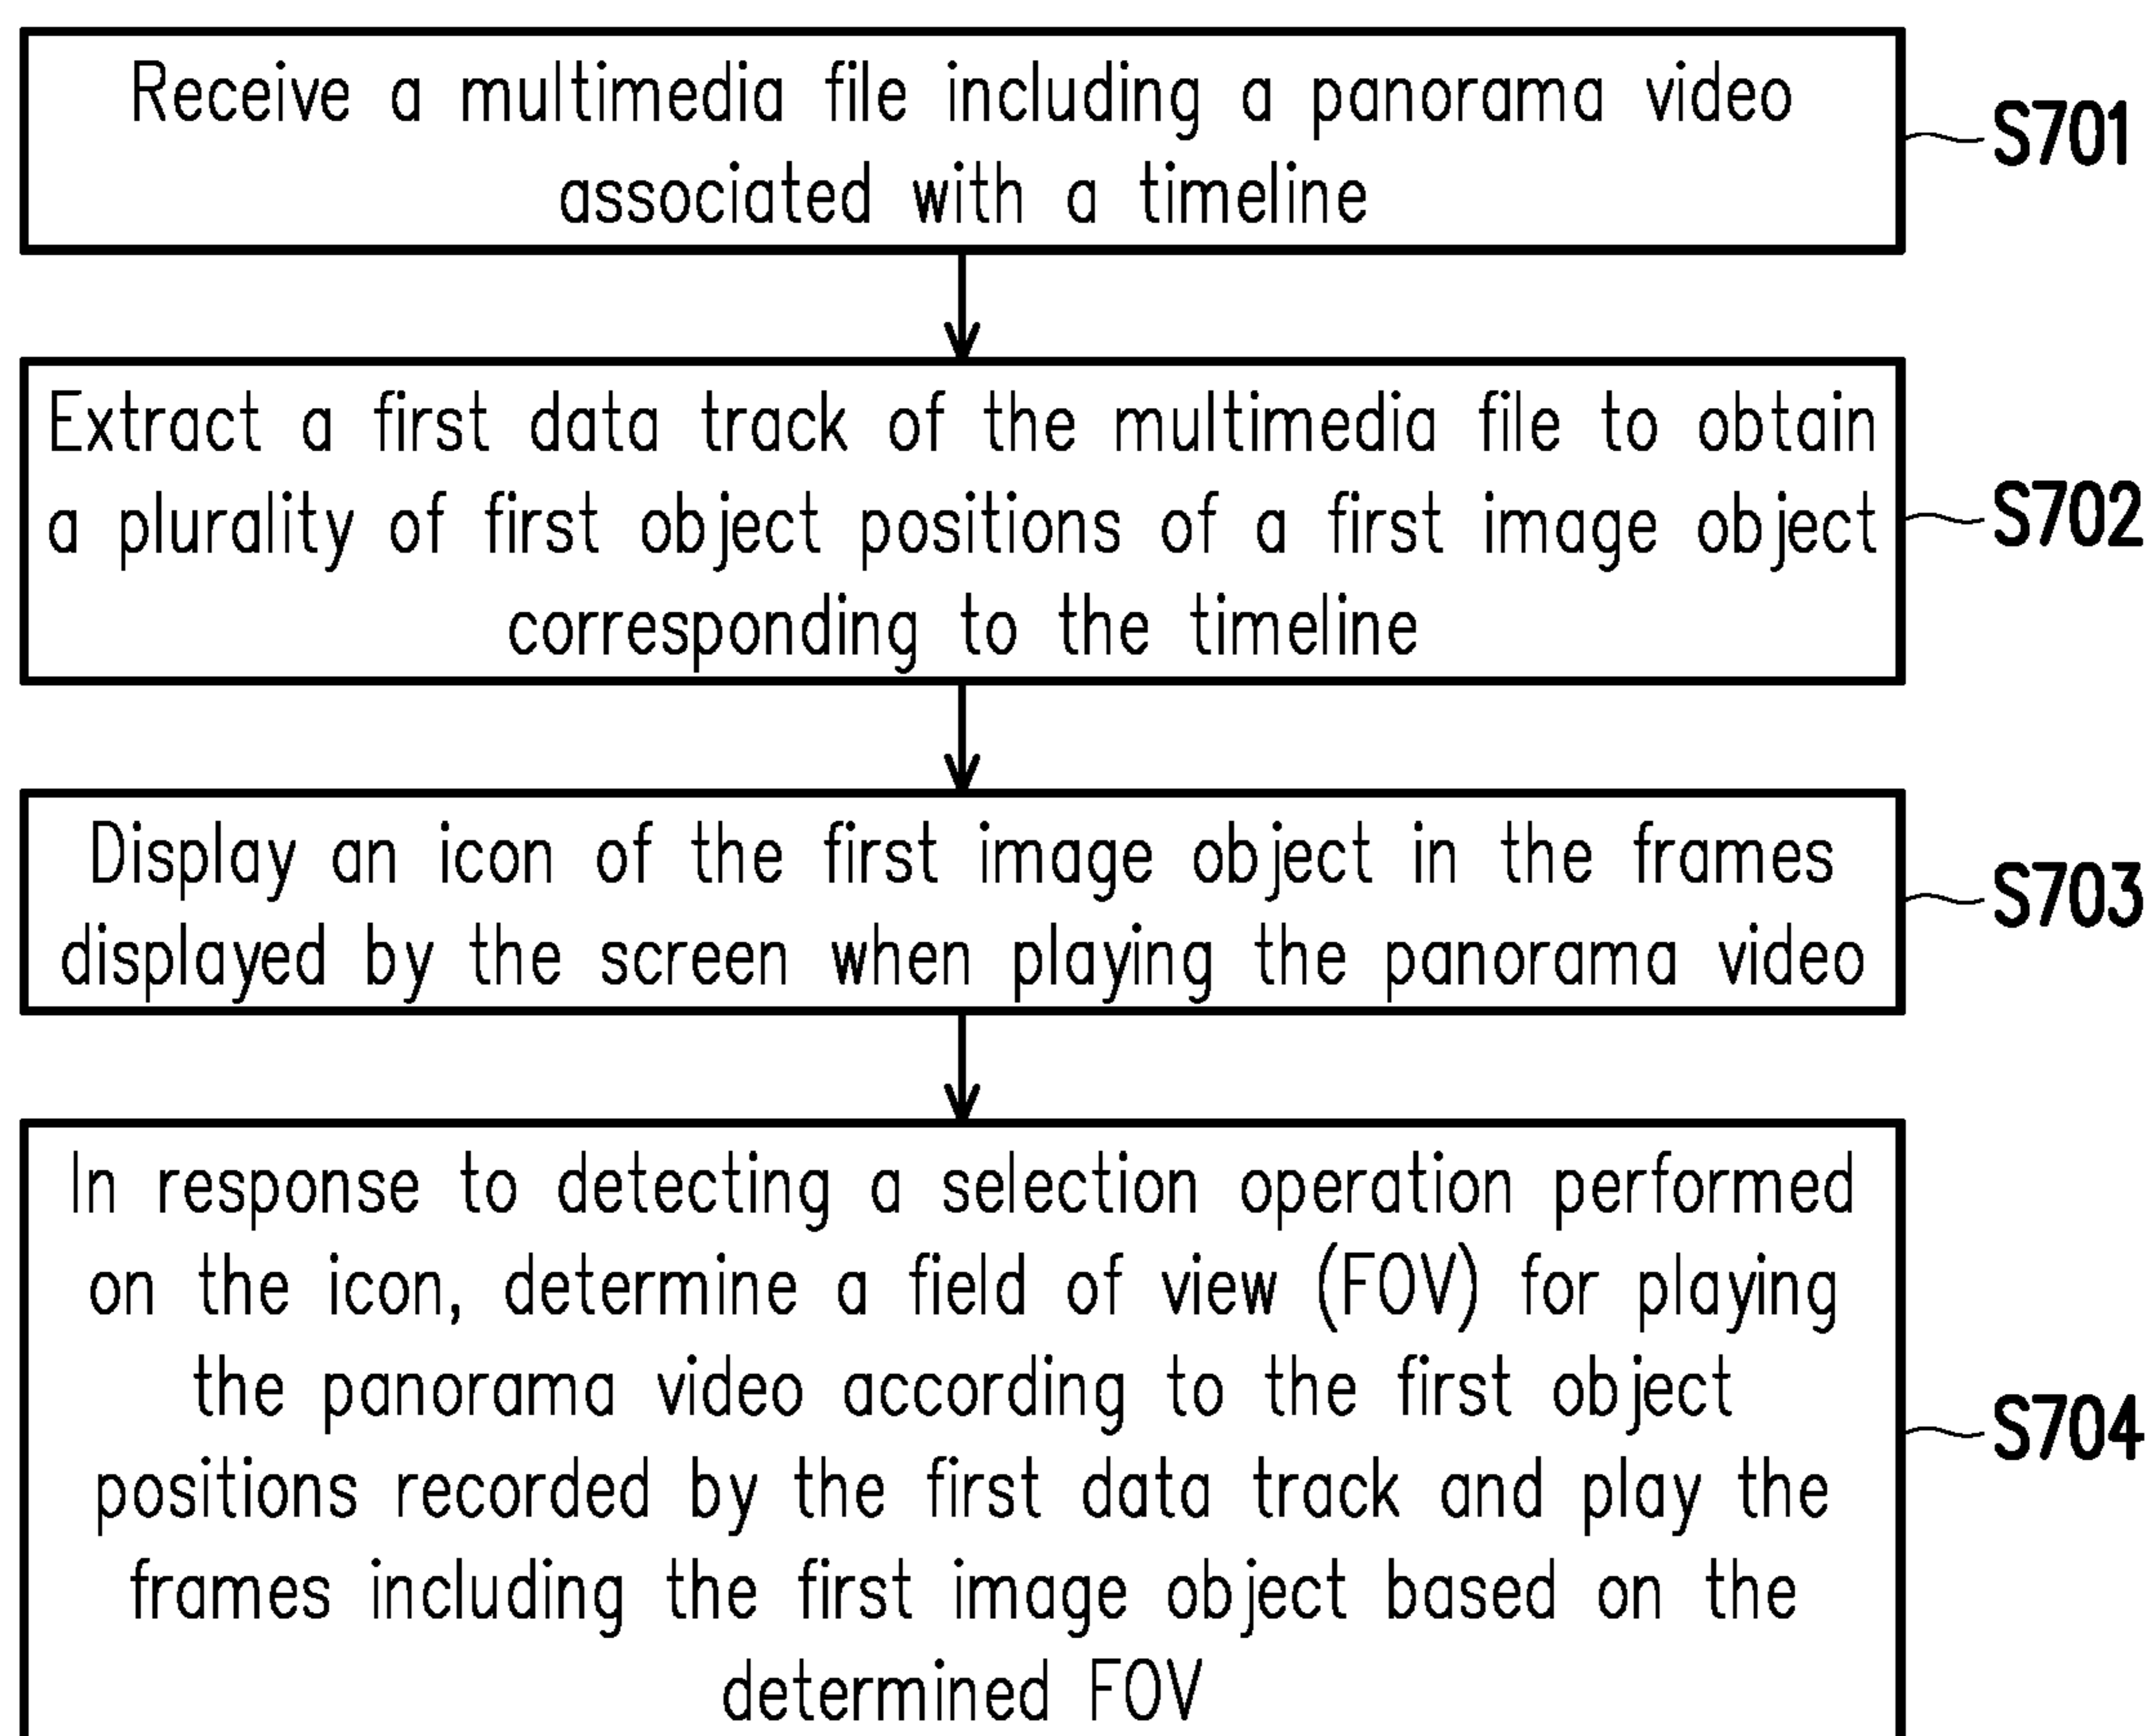 Receive a multimedia file including a panorama video
associated with a timeline
S701
Extract a first data track of the multimedia file to obtain
a plurality of first object positions of a first image object
corresponding to the timeline
S702
Display an icon of the first image object in the frames
displayed by the screen when playing the panorama video
S703
In response to detecting a selection operation performed
on the icon, determine a field of view (FOV) for playing
the panorama video according to the first object
positions recorded by the first data track and play the
frames including the first image object based on the
determined FOV
S704